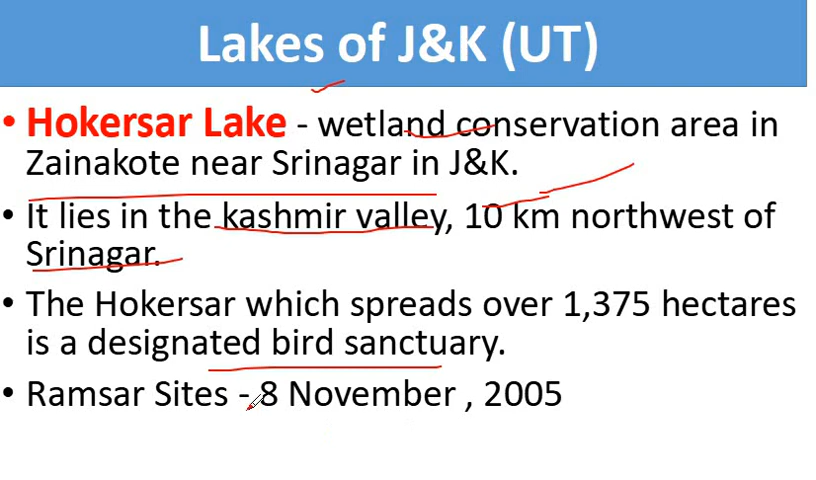 Lakes of J&K (UT)
• Hokersar Lake - wetland conservation area in
Zainakote near Srinagar in J&K.
• It lies in the kashmir valley, 10 km northwest of
Srinagar.
• The Hokersar which spreads over 1,375 hectares
is a designated bird sanctuary.
• Ramsar Sites - 8 November , 2005